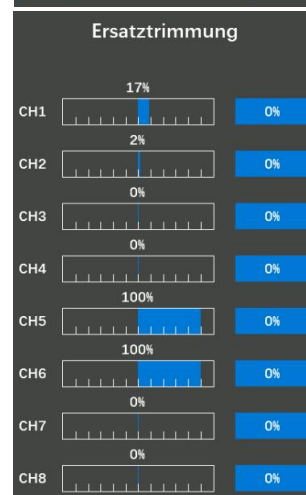 Ersatztrimmung
17%
CH1 0%
2%
CH2 0%
0%
CH3 0%
0%
CH4 0%
100%
CH5 0%
100%
CH6 0%
0%
CH7 0%
0%
CH8 0%